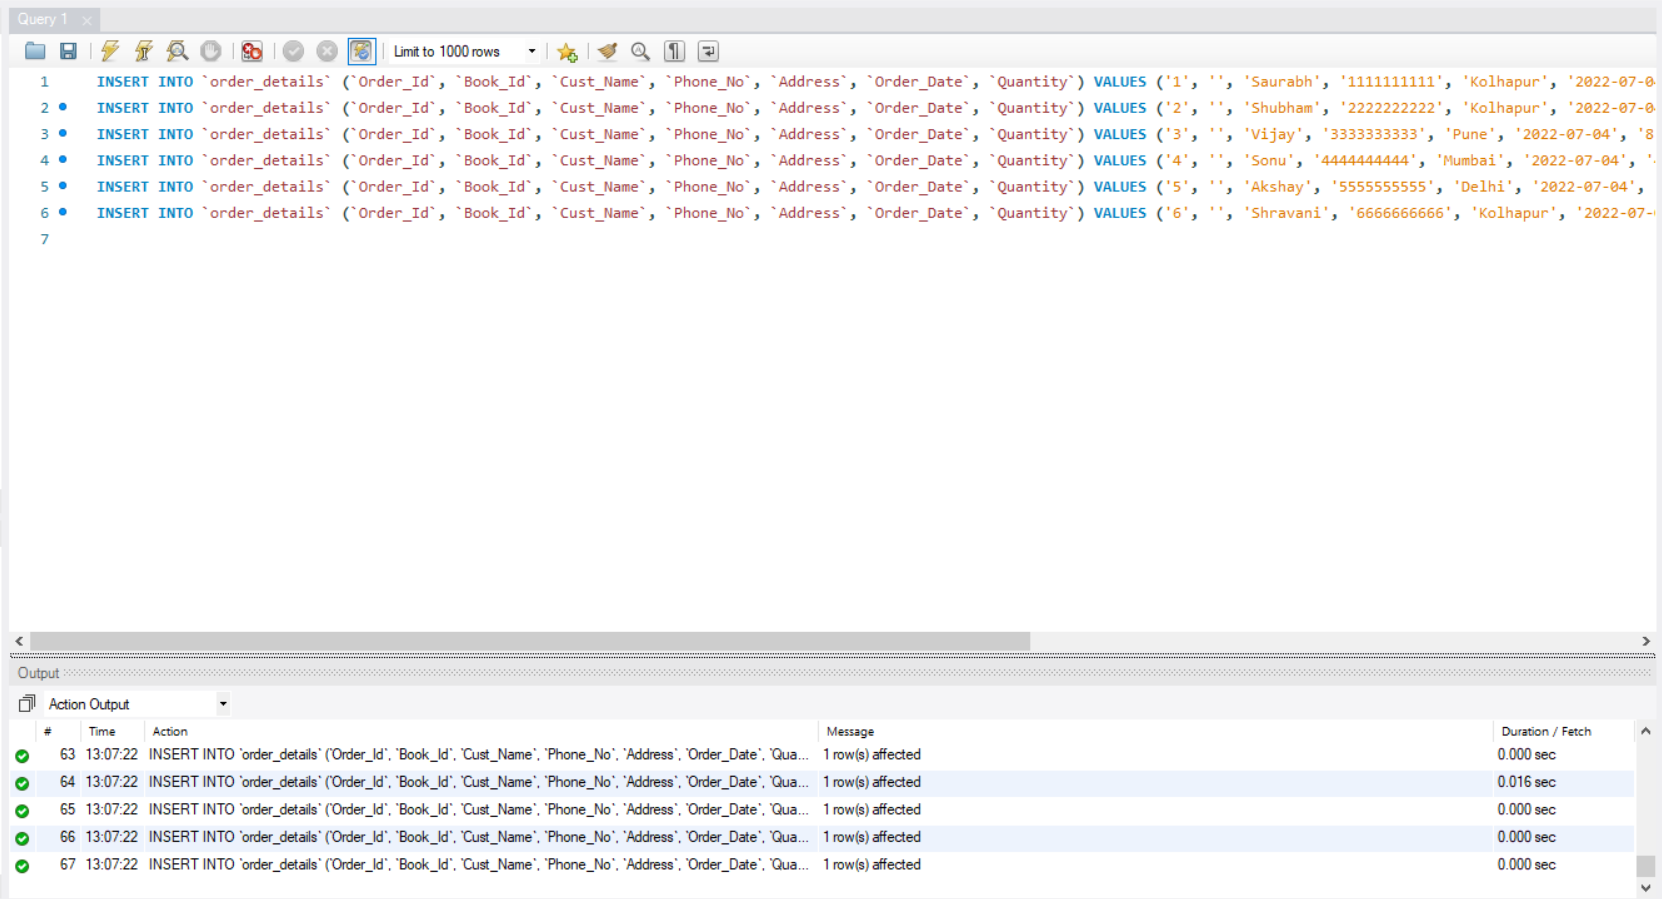 Query 1
Limit to 1000 rows
1 INSERT INTO `order_details` (`Order_Id`, `Book_Id`, `Cust_Name`, `Phone_No`, `Address`, `Order_Date`, `Quantity`) VALUES ('1', '', 'Saurabh', '1111111111', 'Kolhapur', '2022-07-0
2 INSERT INTO `order_details` (`Order_Id`, `Book_Id`, `Cust_Name`, `Phone_No`, `Address`, `Order_Date`, `Quantity`) VALUES ('2', '', 'Shubham', '2222222222', 'Kolhapur', '2022-07-0
3 INSERT INTO `order_details` (`Order_Id`, `Book_Id`, `Cust_Name`, `Phone_No`, `Address`, `Order_Date`, `Quantity`) VALUES ('3', '', 'Vijay', '3333333333', 'Pune', '2022-07-04', '8
4 INSERT INTO `order_details` (`Order_Id`, `Book_Id`, `Cust_Name`, `Phone_No`, `Address`, `Order_Date`, `Quantity`) VALUES ('4', '', 'Sonu', '4444444444', 'Mumbai', '2022-07-04', '
5 INSERT INTO `order_details` (`Order_Id`, `Book_Id`, `Cust_Name`, `Phone_No`, `Address`, `Order_Date`, `Quantity`) VALUES ('5', '', 'Akshay', '5555555555', 'Delhi', '2022-07-04',
6 INSERT INTO `order_details` (`Order_Id`, `Book_Id`, `Cust_Name`, `Phone_No`, `Address`, `Order_Date`, `Quantity`) VALUES ('6', '', 'Shravani', '6666666666', 'Kolhapur', '2022-07-
7
Output
Action Output
# Time Action Message Duration / Fetch
63 13:07:22 INSERT INTO `order_details` (`Order_Id`, `Book_Id`, `Cust_Name`, `Phone_No`, `Address`, `Order_Date`, `Qua... 1 row(s) affected 0.000 sec
64 13:07:22 INSERT INTO `order_details` (`Order_Id`, `Book_Id`, `Cust_Name`, `Phone_No`, `Address`, `Order_Date`, `Qua... 1 row(s) affected 0.016 sec
65 13:07:22 INSERT INTO `order_details` (`Order_Id`, `Book_Id`, `Cust_Name`, `Phone_No`, `Address`, `Order_Date`, `Qua... 1 row(s) affected 0.000 sec
66 13:07:22 INSERT INTO `order_details` (`Order_Id`, `Book_Id`, `Cust_Name`, `Phone_No`, `Address`, `Order_Date`, `Qua... 1 row(s) affected 0.000 sec
67 13:07:22 INSERT INTO `order_details` (`Order_Id`, `Book_Id`, `Cust_Name`, `Phone_No`, `Address`, `Order_Date`, `Qua... 1 row(s) affected 0.000 sec